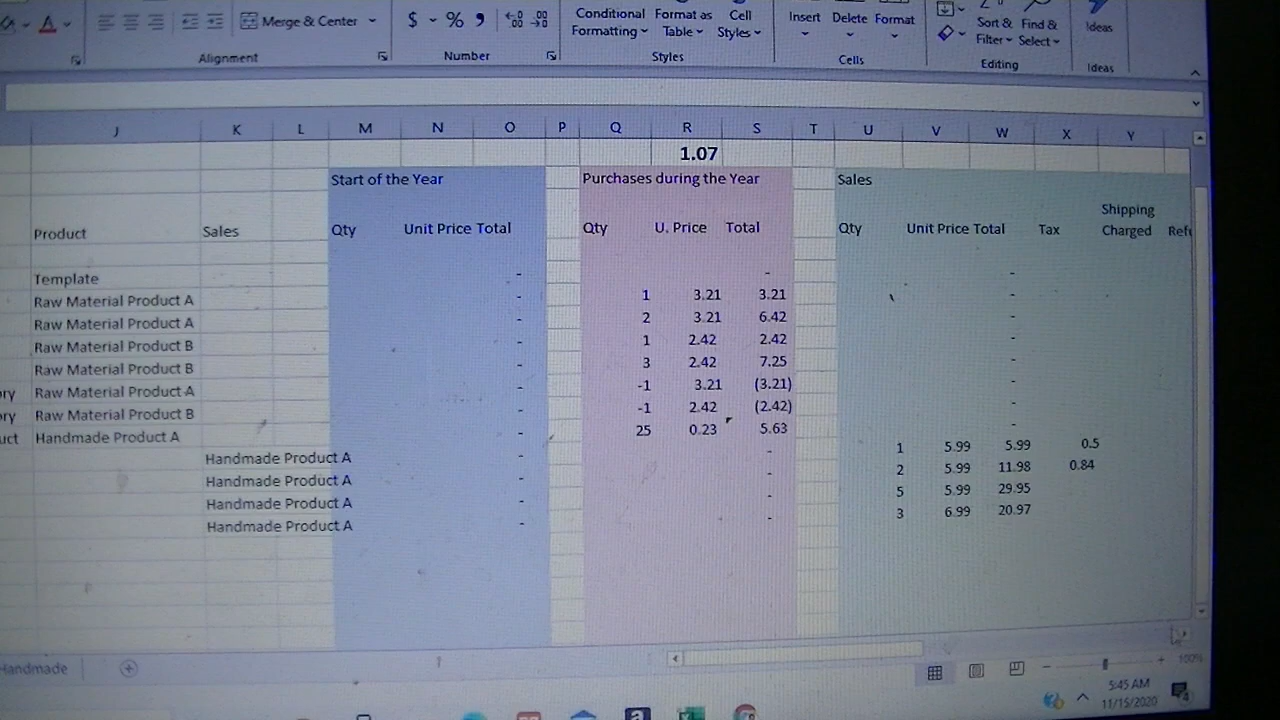 Conditional Format as Cell Insert Delete Format Sort & Find & Ideas
Merge & Center $ % Formatting Table Styles Filter Select
Alignment Number Styles Cells Editing Ideas
J K L M N O P Q R S T U V W X Y
1.07
Start of the Year Purchases during the Year Sales
Shipping
Product Sales Qty Unit Price Total Qty U. Price Total Qty Unit Price Total Tax Charged
Template - - -
Raw Material Product A - 1 3.21 3.21 -
Raw Material Product A - 2 3.21 6.42 -
Raw Material Product B - 1 2.42 2.42 -
Raw Material Product B - 3 2.42 7.25 -
ory Raw Material Product A - -1 3.21 (3.21) -
ory Raw Material Product B - -1 2.42 (2.42) -
uct Handmade Product A - 25 0.23 5.63 -
Handmade Product A - - 1 5.99 5.99 0.5
Handmade Product A - - 2 5.99 11.98 0.84
Handmade Product A - - 5 5.99 29.95
Handmade Product A - - 3 6.99 20.97
Handmade 100%
5:45 AM
11/15/2020